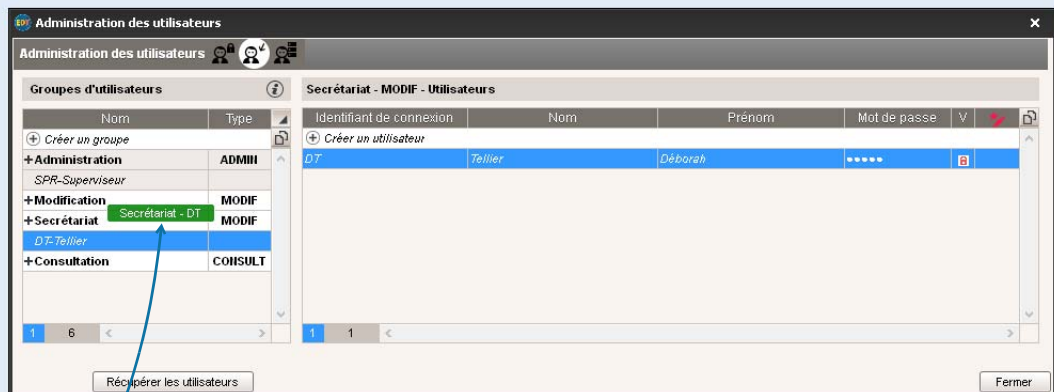 EDT Administration des utilisateurs
Administration des utilisateurs
Groupes d'utilisateurs
Nom Type
Créer un groupe
+Administration ADMIN
SPR-Superviseur
+Modification MODIF
Secrétariat - DT
+Secrétariat MODIF
DT-Tellier
+Consultation CONSULT
1 6
Récupérer les utilisateurs
Secrétariat - MODIF - Utilisateurs
Identifiant de connexion Nom Prénom Mot de passe V
Créer un utilisateur
DT Tellier Déborah •••••
1 1
Fermer